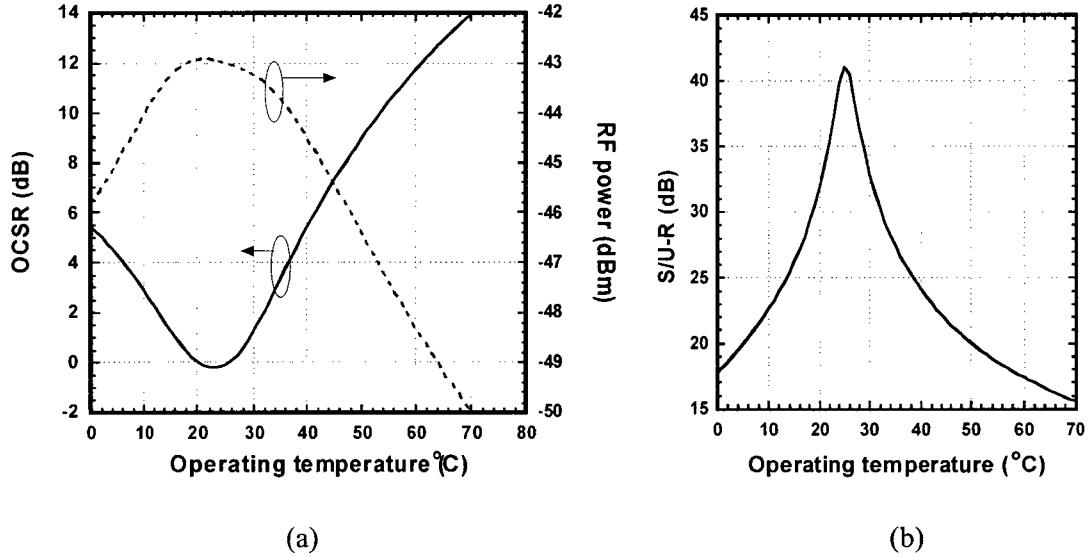 14
12
10
8
6
4
2
0
-2
OCSR (dB)
-42
-43
-44
-45
-46
-47
-48
-49
-50
RF power (dBm)
0 10 20 30 40 50 60 70 80
Operating temperature°(C)
(a)
45
40
35
30
25
20
15
S/U-R (dB)
0 10 20 30 40 50 60 70
Operating temperature (°C)
(b)